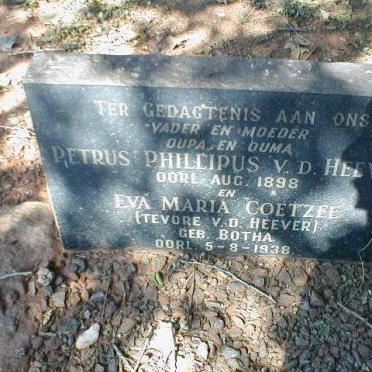 TER GEDAGTENIS AAN ONS
VADER EN MOEDER
OUPA EN OUMA
PETRUS PHILLIPUS V. D. HEEV
OORL. AUG. 1898
EN
EVA MARIA COETZEE
(TEVORE V. D. HEEVER)
GEB. BOTHA
OORL. 5-8-1938